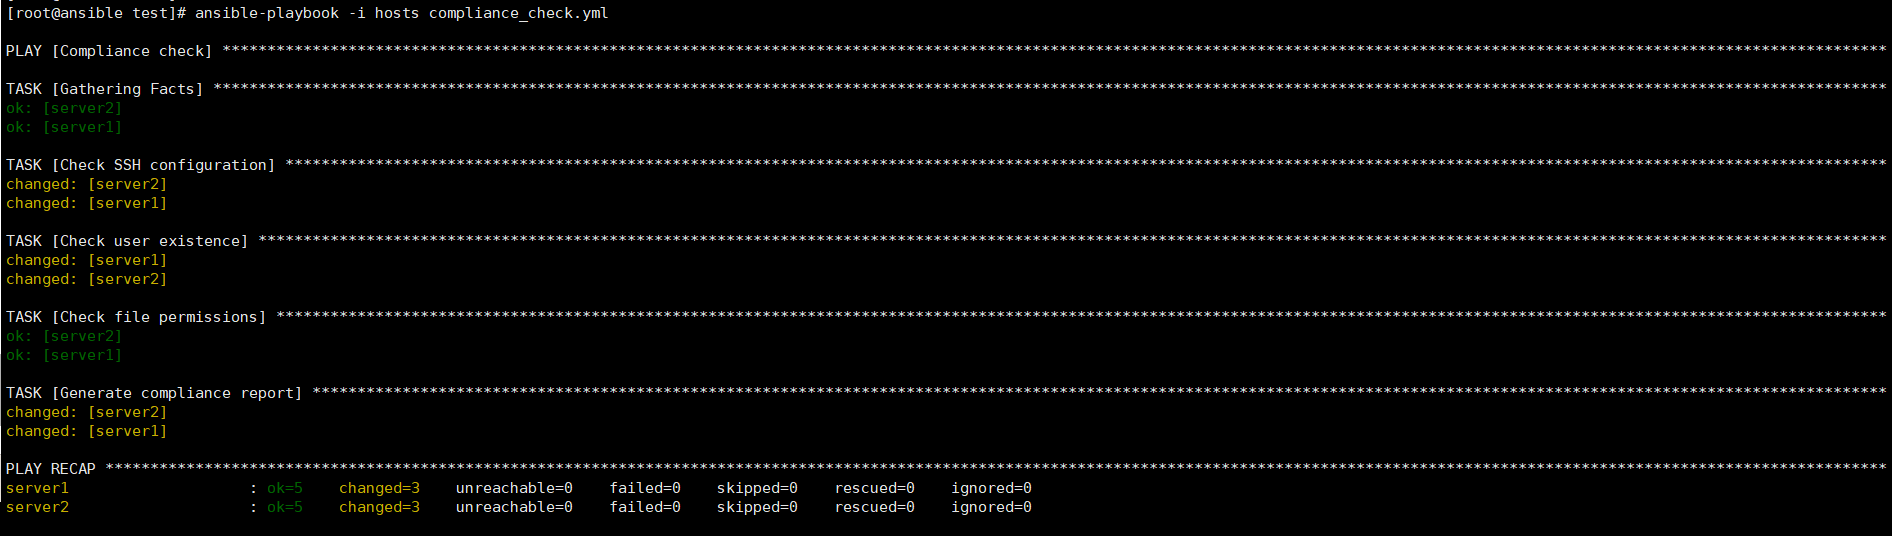 [root@ansible test]# ansible-playbook -i hosts compliance_check.yml
PLAY [Compliance check] *****************************************************************************************************************************************************************************************
TASK [Gathering Facts] ******************************************************************************************************************************************************************************************
ok: [server2]
ok: [server1]
TASK [Check SSH configuration] **********************************************************************************************************************************************************************************
changed: [server2]
changed: [server1]
TASK [Check user existence] *************************************************************************************************************************************************************************************
changed: [server1]
changed: [server2]
TASK [Check file permissions] ***********************************************************************************************************************************************************************************
ok: [server2]
ok: [server1]
TASK [Generate compliance report] *******************************************************************************************************************************************************************************
changed: [server2]
changed: [server1]
PLAY RECAP ******************************************************************************************************************************************************************************************************
server1                    : ok=5    changed=3    unreachable=0    failed=0    skipped=0    rescued=0    ignored=0
server2                    : ok=5    changed=3    unreachable=0    failed=0    skipped=0    rescued=0    ignored=0